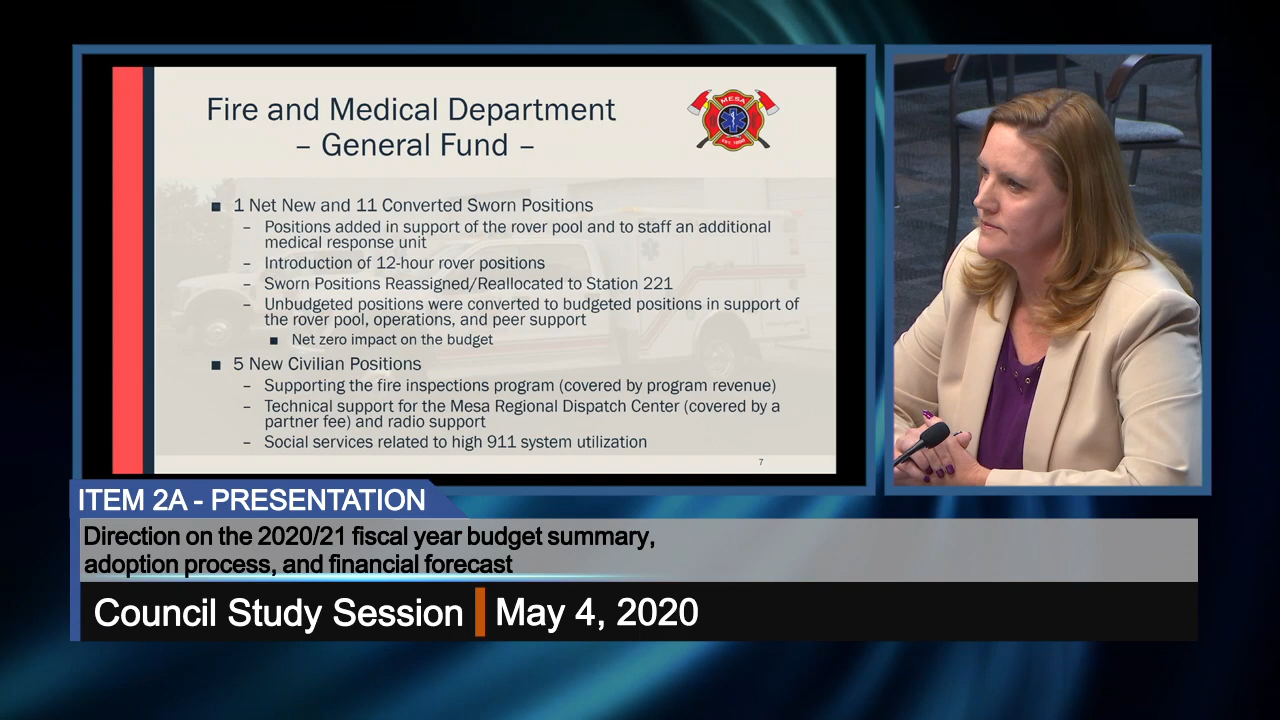 Fire and Medical Department
– General Fund –
MESA
EST. 1898
■ 1 Net New and 11 Converted Sworn Positions
– Positions added in support of the rover pool and to staff an additional
medical response unit
– Introduction of 12-hour rover positions
– Sworn Positions Reassigned/Reallocated to Station 221
– Unbudgeted positions were converted to budgeted positions in support of
the rover pool, operations, and peer support
■ Net zero impact on the budget
■ 5 New Civilian Positions
– Supporting the fire inspections program (covered by program revenue)
– Technical support for the Mesa Regional Dispatch Center (covered by a
partner fee) and radio support
– Social services related to high 911 system utilization
7
ITEM 2A - PRESENTATION
Direction on the 2020/21 fiscal year budget summary,
adoption process, and financial forecast
Council Study Session
May 4, 2020